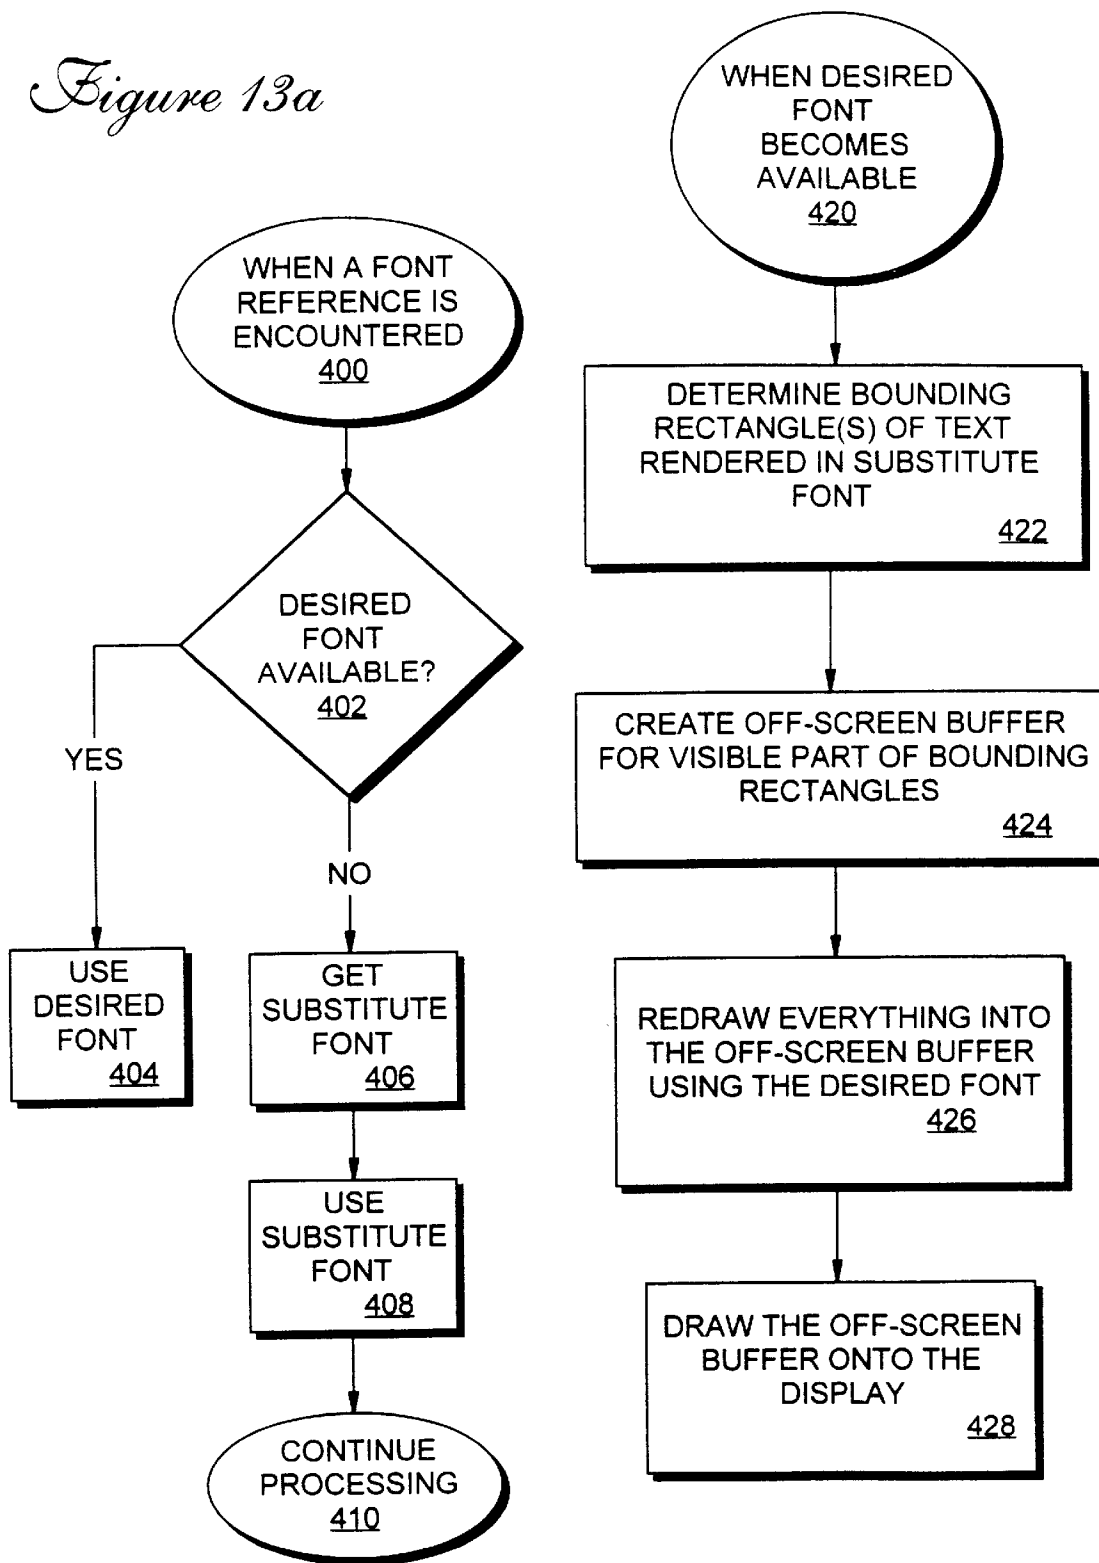 Figure 13a
WHEN A FONT
REFERENCE IS
ENCOUNTERED
400
DESIRED
FONT
AVAILABLE?
402
YES
NO
USE
DESIRED
FONT
404
GET
SUBSTITUTE
FONT
406
USE
SUBSTITUTE
FONT
408
CONTINUE
PROCESSING
410
WHEN DESIRED
FONT
BECOMES
AVAILABLE
420
DETERMINE BOUNDING
RECTANGLE(S) OF TEXT
RENDERED IN SUBSTITUTE
FONT
422
CREATE OFF-SCREEN BUFFER
FOR VISIBLE PART OF BOUNDING
RECTANGLES
424
REDRAW EVERYTHING INTO
THE OFF-SCREEN BUFFER
USING THE DESIRED FONT
426
DRAW THE OFF-SCREEN
BUFFER ONTO THE
DISPLAY
428